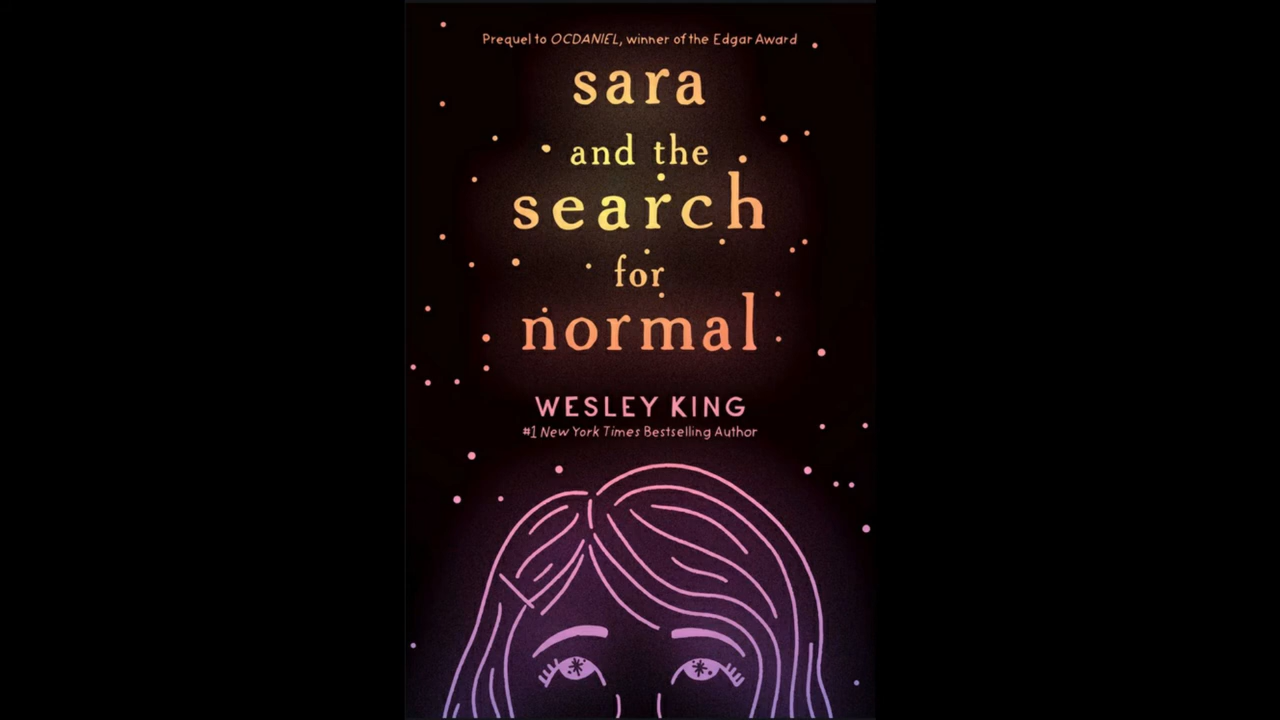 Prequel to OCDANIEL, winner of the Edgar Award
sara
and the
search
for
normal
WESLEY KING
#1 New York Times Bestselling Author